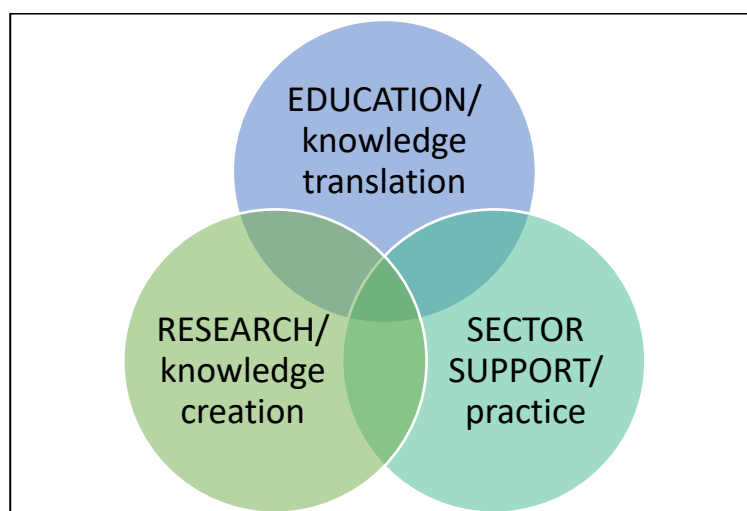 EDUCATION/
knowledge
translation
RESEARCH/
knowledge
creation
SECTOR
SUPPORT/
practice